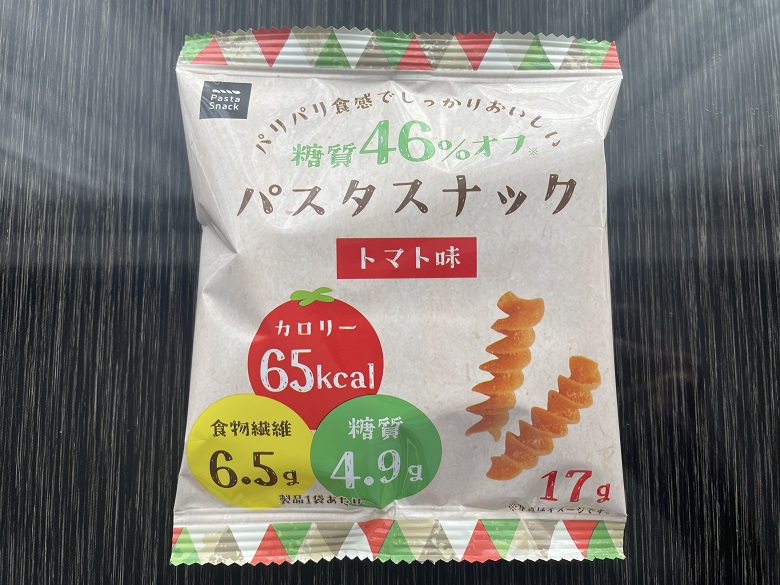 Pasta
Snack
パリパリ食感でしっかりおいしい
糖質46%オフ※
パスタスナック
トマト味
カロリー
65kcal
食物繊維
6.5g
糖質
4.9g
製品1袋あたり
17g